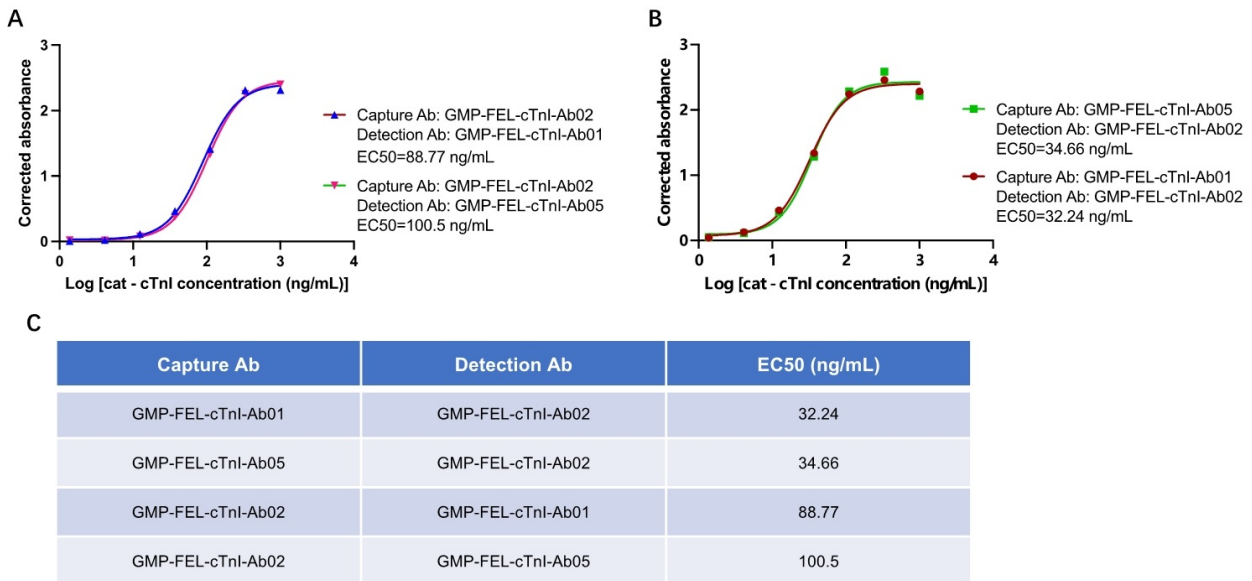 A
Corrected absorbance
3
2
1
0
0
1
2
3
4
Log [cat - cTnI concentration (ng/mL)]
Capture Ab: GMP-FEL-cTnI-Ab02
Detection Ab: GMP-FEL-cTnI-Ab01
EC50=88.77 ng/mL
Capture Ab: GMP-FEL-cTnI-Ab02
Detection Ab: GMP-FEL-cTnI-Ab05
EC50=100.5 ng/mL
B
Corrected absorbance
3
2
1
0
0
1
2
3
4
Log [cat - cTnI concentration (ng/mL)]
Capture Ab: GMP-FEL-cTnI-Ab05
Detection Ab: GMP-FEL-cTnI-Ab02
EC50=34.66 ng/mL
Capture Ab: GMP-FEL-cTnI-Ab01
Detection Ab: GMP-FEL-cTnI-Ab02
EC50=32.24 ng/mL
C
Capture Ab Detection Ab EC50 (ng/mL)
GMP-FEL-cTnI-Ab01 GMP-FEL-cTnI-Ab02 32.24
GMP-FEL-cTnI-Ab05 GMP-FEL-cTnI-Ab02 34.66
GMP-FEL-cTnI-Ab02 GMP-FEL-cTnI-Ab01 88.77
GMP-FEL-cTnI-Ab02 GMP-FEL-cTnI-Ab05 100.5